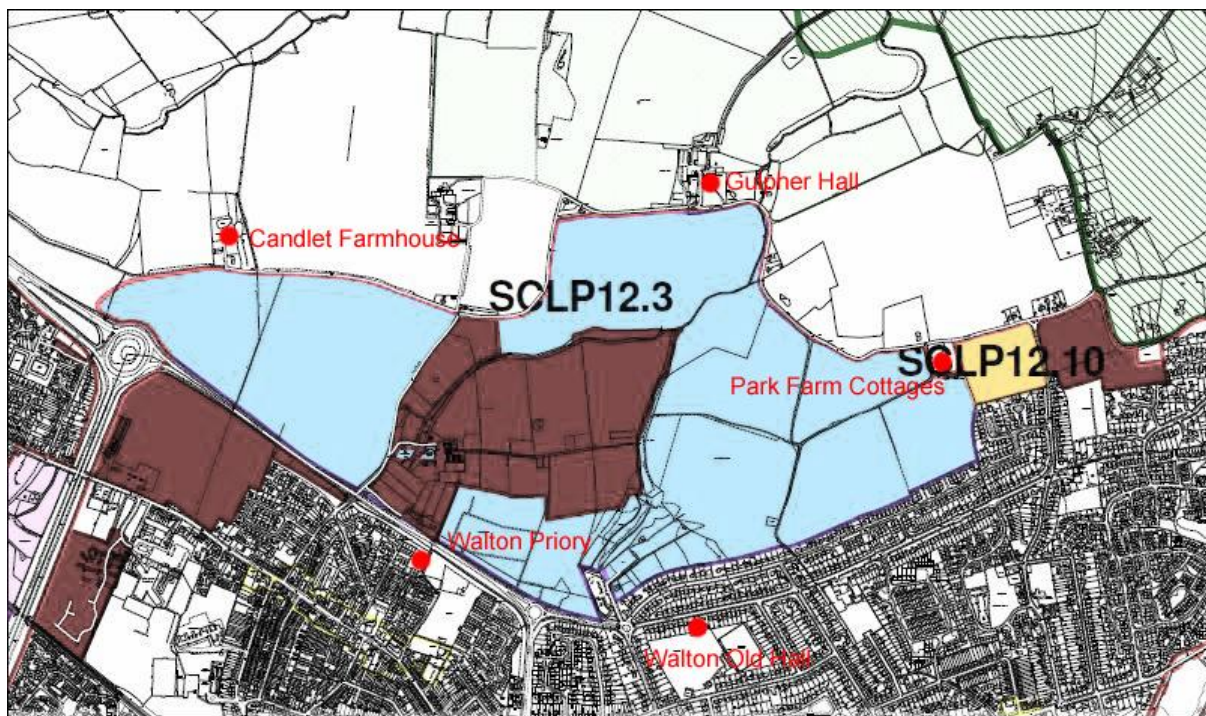 Gulpher Hall
Candlet Farmhouse
SCLP12.3
SCLP12.10
Park Farm Cottages
Walton Priory
Walton Old Hall